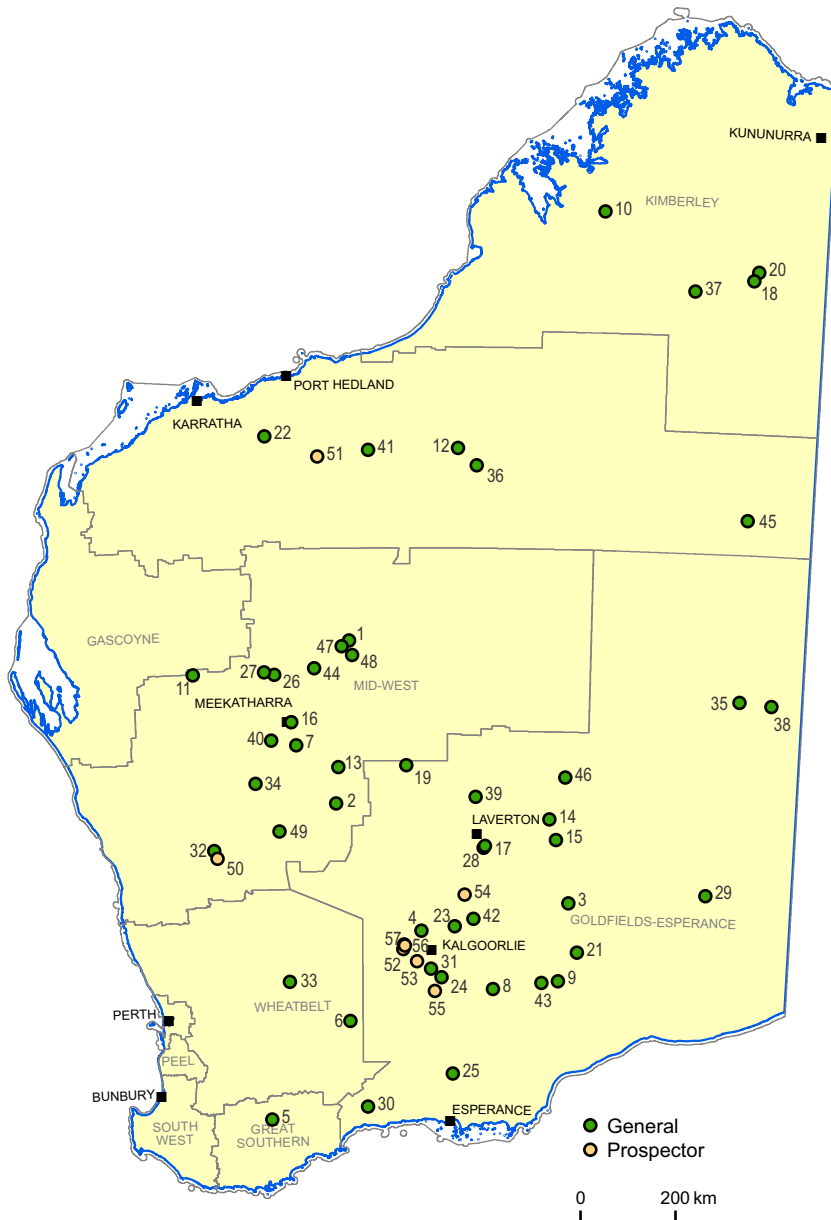 KUNUNURRA
KIMBERLEY
10
20
37
18
PORT HEDLAND
KARRATHA
22
51
41
12
36
45
GASCOYNE
1
47
48
44
27
26
11
MID-WEST
MEEKATHARRA
16
35
38
40
7
13
19
46
34
39
2
LAVERTON
14
49
15
32
28
17
50
54
3
29
GOLDFIELDS-ESPERANCE
4
23
42
57
56
KALGOORLIE
52
21
53
31
33
24
8
43
9
WHEATBELT
55
PERTH
6
PEEL
25
BUNBURY
30
ESPERANCE
5
SOUTH
WEST
GREAT
SOUTHERN
General
Prospector
0
200 km